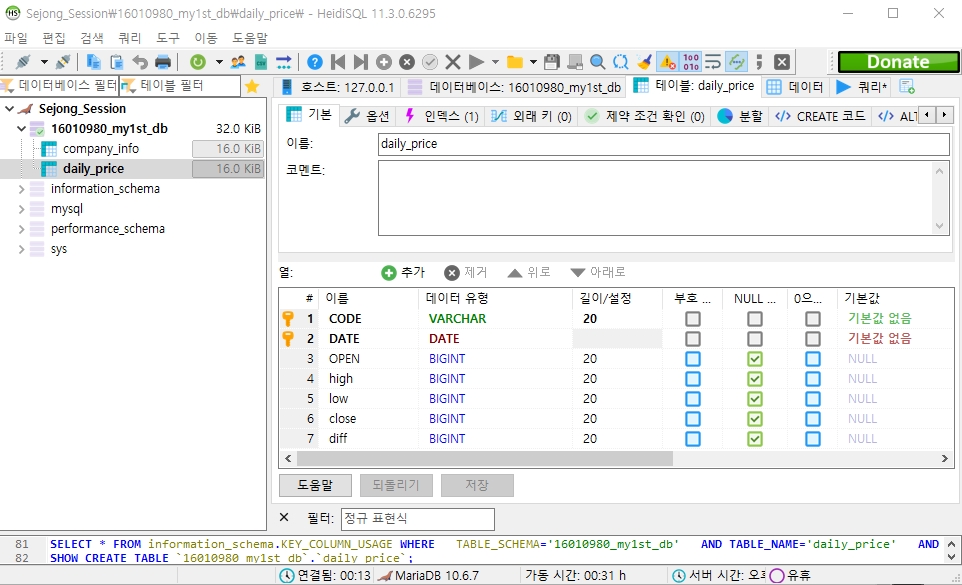 Sejong_Session₩16010980_my1st_db₩daily_price₩ - HeidiSQL 11.3.0.6295
파일 편집 검색 쿼리 도구 이동 도움말
Donate
데이터베이스 필터 테이블 필터
호스트: 127.0.0.1 데이터베이스: 16010980_my1st_db 테이블: daily_price 데이터 쿼리*
Sejong_Session
16010980_my1st_db 32.0 KiB
company_info 16.0 KiB
daily_price 16.0 KiB
information_schema
mysql
performance_schema
sys
기본 옵션 인덱스 (1) 외래 키 (0) 제약 조건 확인 (0) 분할 CREATE 코드
이름: daily_price
코멘트:
열: 추가 제거 위로 아래로
# 이름 데이터 유형 길이/설정 부호 ... NULL ... 0으... 기본값
1 CODE VARCHAR 20 기본값 없음
2 DATE DATE 기본값 없음
3 OPEN BIGINT 20 NULL
4 high BIGINT 20 NULL
5 low BIGINT 20 NULL
6 close BIGINT 20 NULL
7 diff BIGINT 20 NULL
도움말 되돌리기 저장
필터: 정규 표현식
81 SELECT * FROM information_schema.KEY_COLUMN_USAGE WHERE TABLE_SCHEMA='16010980_my1st_db' AND TABLE_NAME='daily_price' AND
82 SHOW CREATE TABLE `16010980_my1st_db`.`daily_price`;
연결됨: 00:13 MariaDB 10.6.7 가동 시간: 00:31 h 서버 시간: 오후 유휴